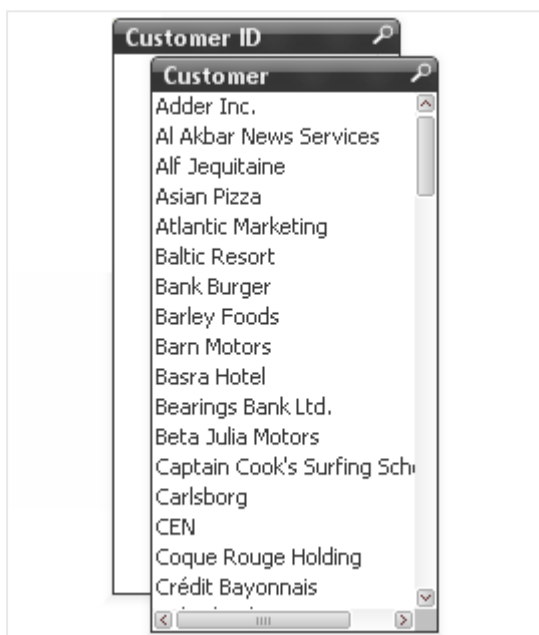 Customer ID
Customer
Adder Inc.
Al Akbar News Services
Alf Jequitaine
Asian Pizza
Atlantic Marketing
Baltic Resort
Bank Burger
Barley Foods
Barn Motors
Basra Hotel
Bearings Bank Ltd.
Beta Julia Motors
Captain Cook's Surfing
Carlsborg
CEN
Coque Rouge Holding
Crédit Bayonnais